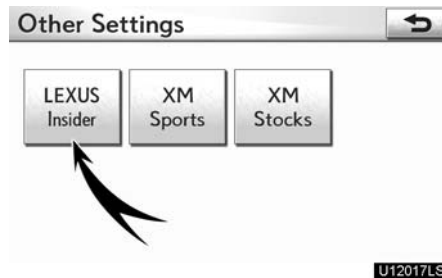 Other Settings
LEXUS XM XM
Insider Sports Stocks
U12017LS